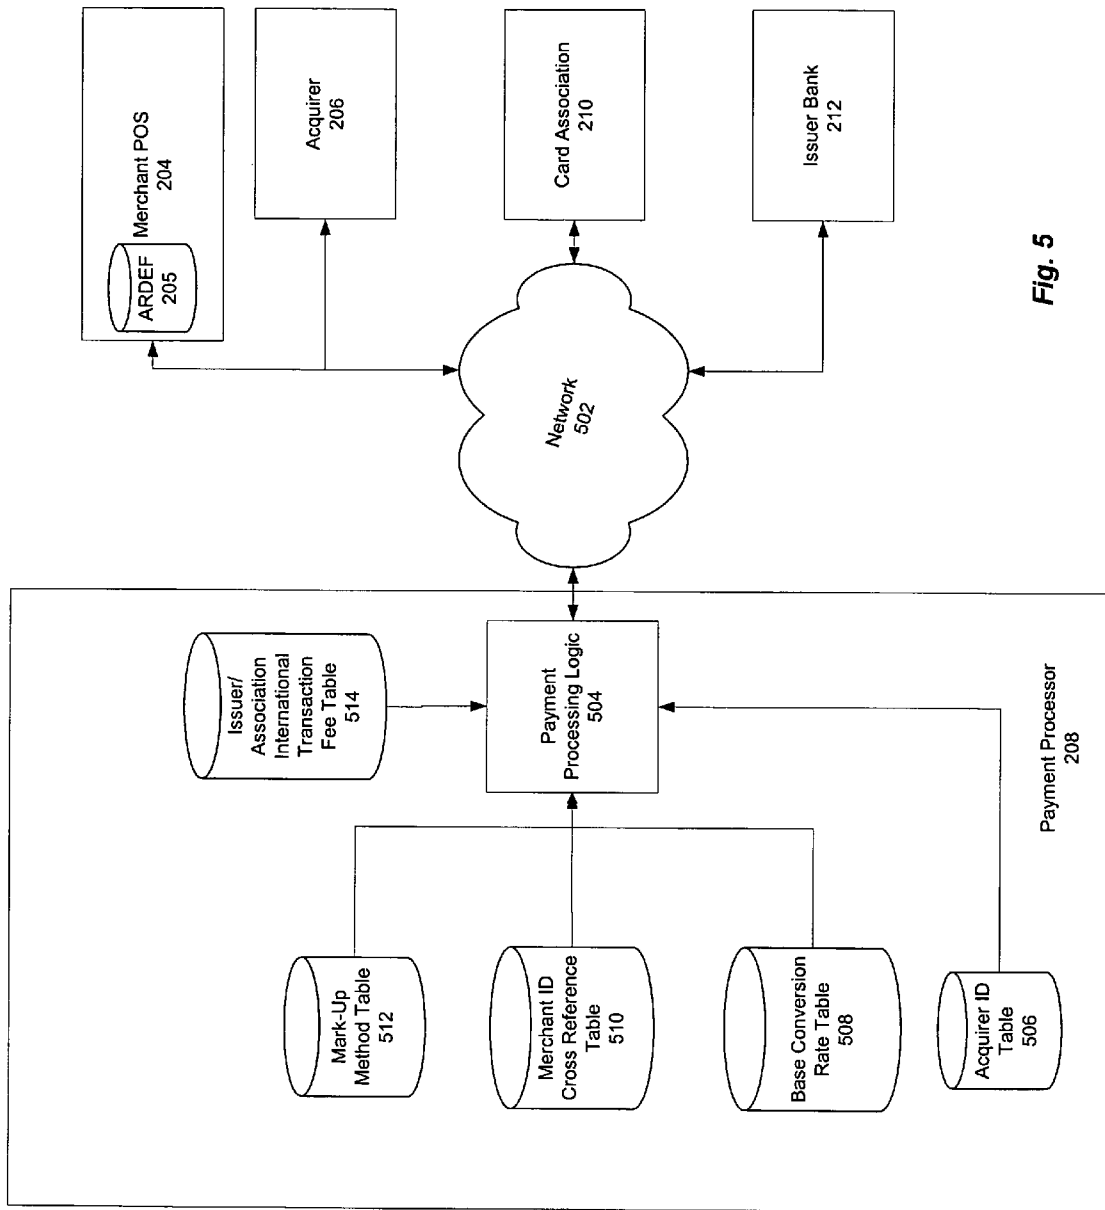 Merchant POS
204
ARDEF
205
Acquirer
206
Card Association
210
Issuer Bank
212
Network
502
Issuer/
Association
International
Transaction
Fee Table
514
Payment
Processing Logic
504
Mark-Up
Method Table
512
Merchant ID
Cross Reference
Table
510
Base Conversion
Rate Table
508
Acquirer ID
Table
506
Payment Processor
208
Fig. 5